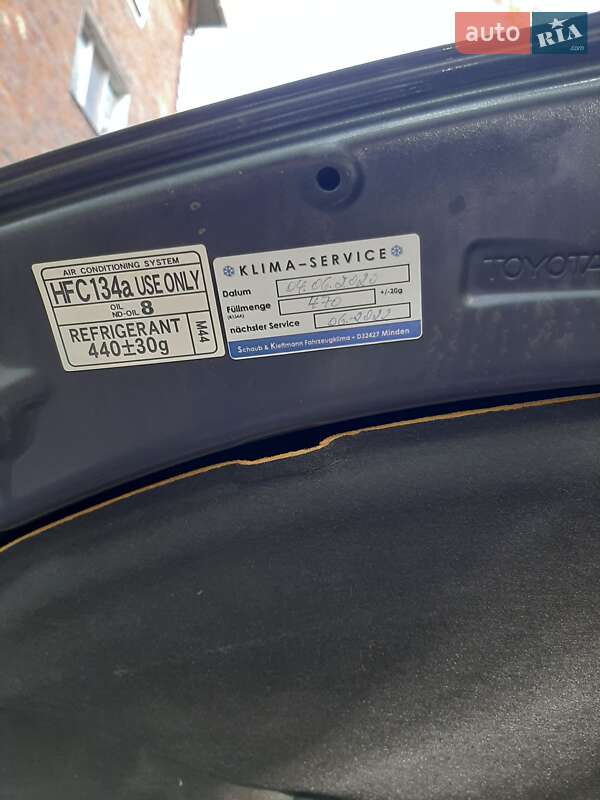 auto RIA.com
AIR CONDITIONING SYSTEM
HFC134a USE ONLY
OIL
ND-OIL 8
REFRIGERANT
440±30g
M44
KLIMA-SERVICE
Datum 04.06.2020
Füllmenge 440 +/-20g
(R134A)
nächster Service 06.2022
Schaub & Kleffmann Fahrzeugklima • D32427 Minden
TOYOTA